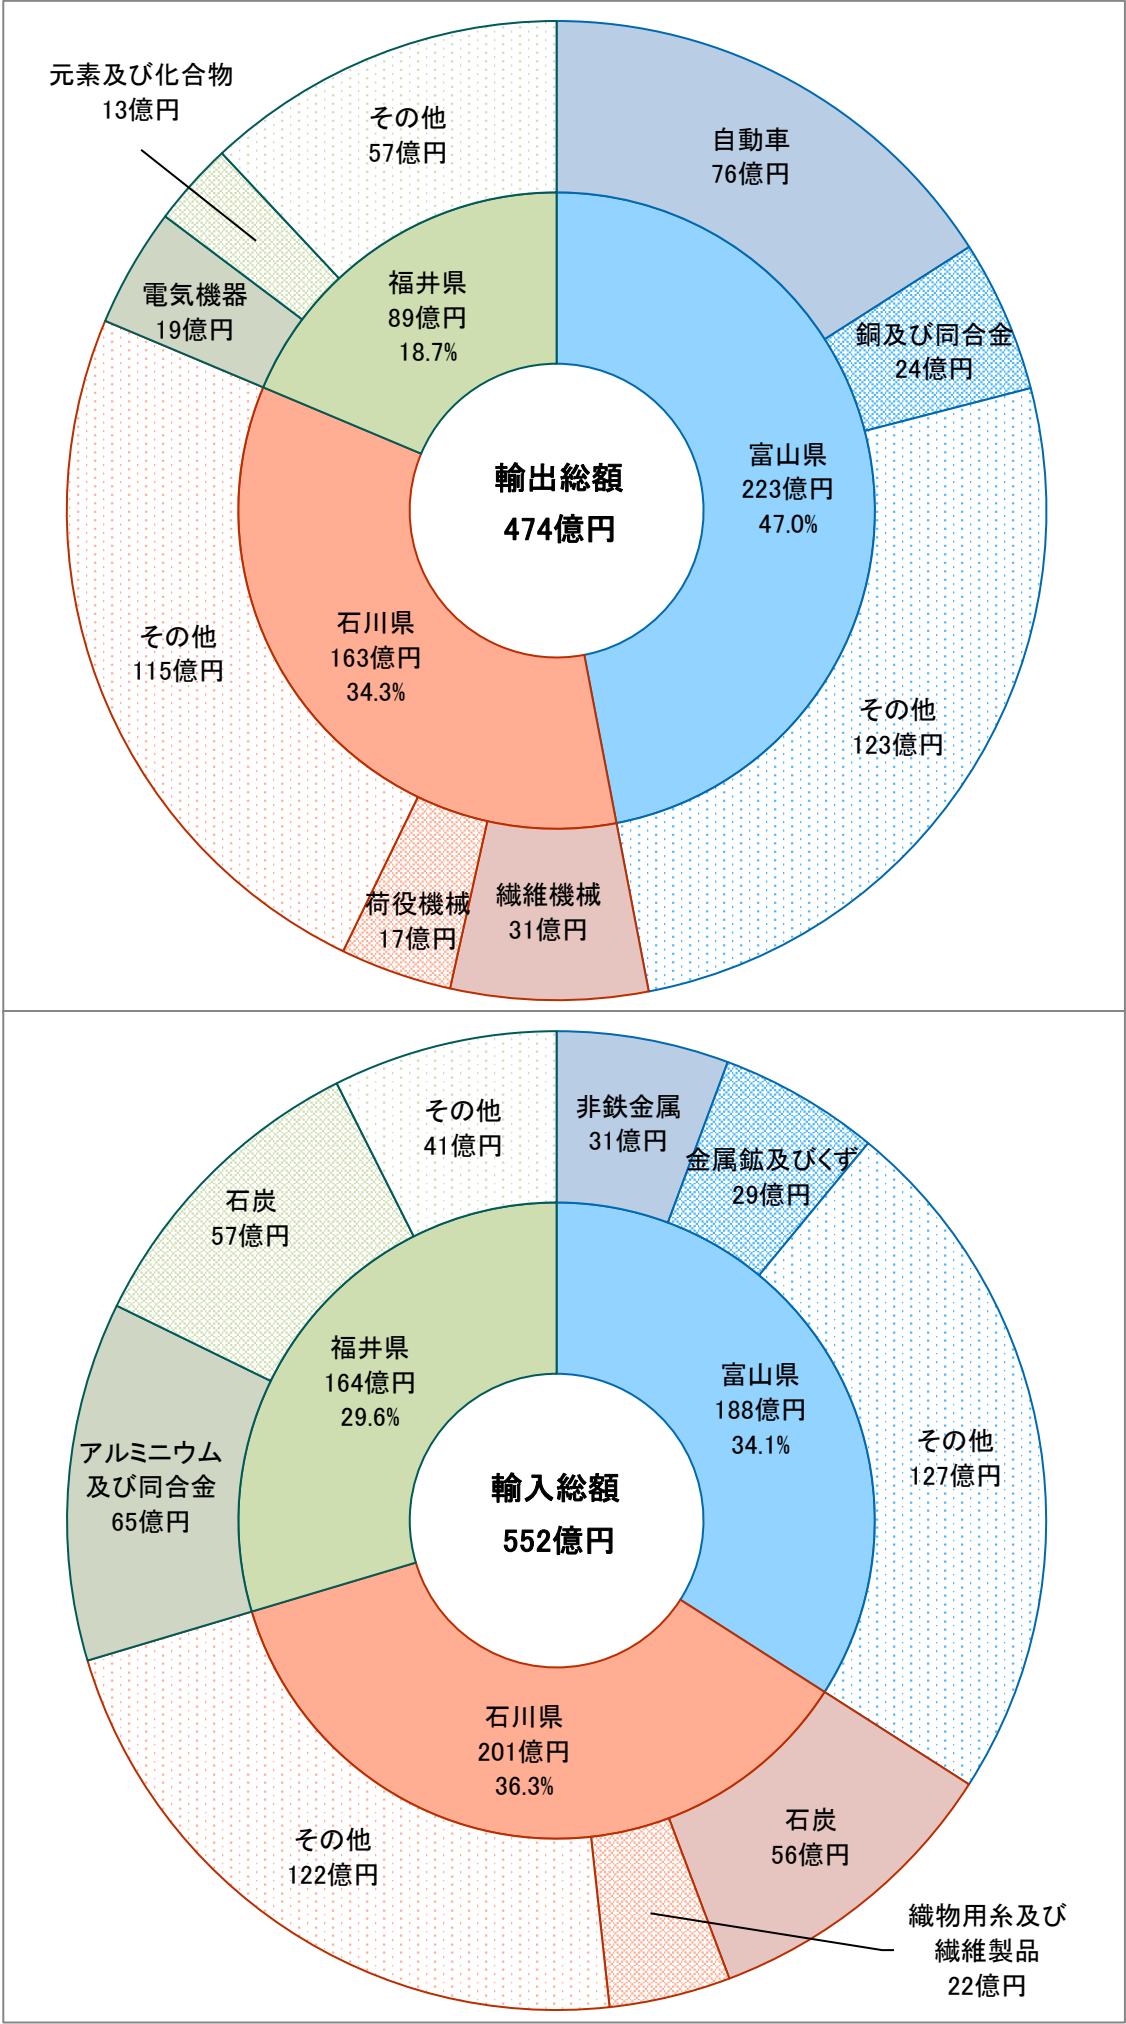 元素及び化合物
13億円
その他
57億円
自動車
76億円
電気機器
19億円
福井県
89億円
18.7%
銅及び同合金
24億円
輸出総額
474億円
富山県
223億円
47.0%
石川県
163億円
34.3%
その他
115億円
その他
123億円
荷役機械
17億円
繊維機械
31億円
その他
41億円
非鉄金属
31億円
金属鉱及びくず
29億円
石炭
57億円
福井県
164億円
29.6%
富山県
188億円
34.1%
その他
127億円
アルミニウム
及び同合金
65億円
輸入総額
552億円
石川県
201億円
36.3%
その他
122億円
石炭
56億円
織物用糸及び
繊維製品
22億円